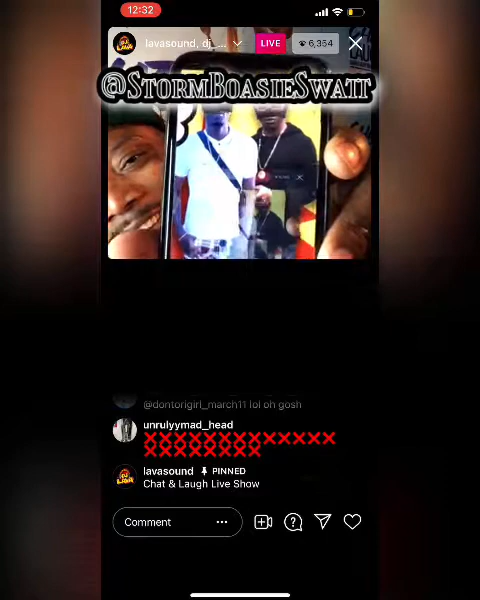 12:32
lavasound, dj_...
LIVE
6,354
@StormBoasieSwatt
@dontorigirl_march11 lol oh gosh
unrulyymad_head
❌❌❌❌❌❌❌❌❌❌❌❌❌
❌❌❌❌❌❌❌❌
lavasound PINNED
Chat & Laugh Live Show
Comment ...